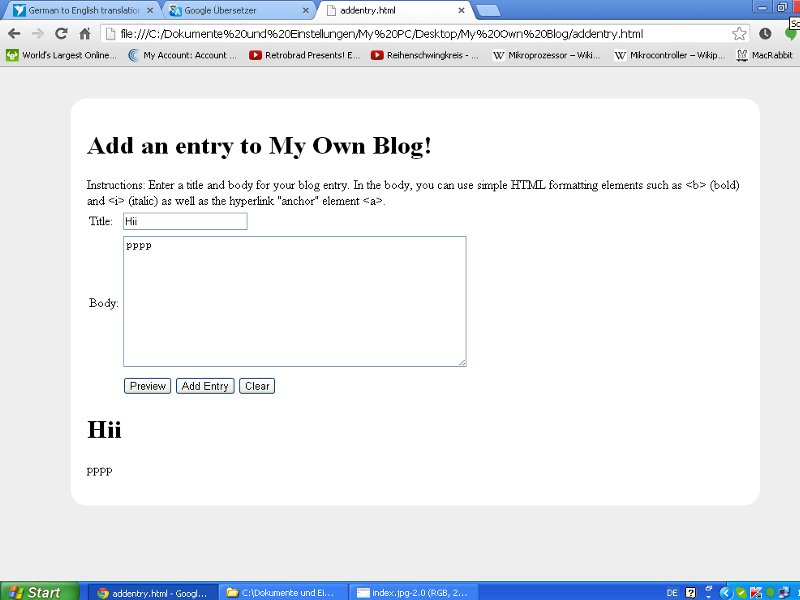 German to English translation
Google Übersetzer
addentry.html
file:///C:/Dokumente%20und%20Einstellungen/My%20PC/Desktop/My%20Own%20Blog/addentry.html
World's Largest Online...
My Account: Account ...
Retrobrad Presents! E...
Reihenschwingkreis - ...
Mikroprozessor – Wiki...
Mikrocontroller – Wikip...
MacRabbit
Add an entry to My Own Blog!
Instructions: Enter a title and body for your blog entry. In the body, you can use simple HTML formatting elements such as <b> (bold)
and <i> (italic) as well as the hyperlink "anchor" element <a>.
Title: Hii
pppp
Body:
Preview Add Entry Clear
Hii
pppp
Start
addentry.html - Googl...
C:\Dokumente und Ei...
index.jpg-2.0 (RGB, 2...
DE